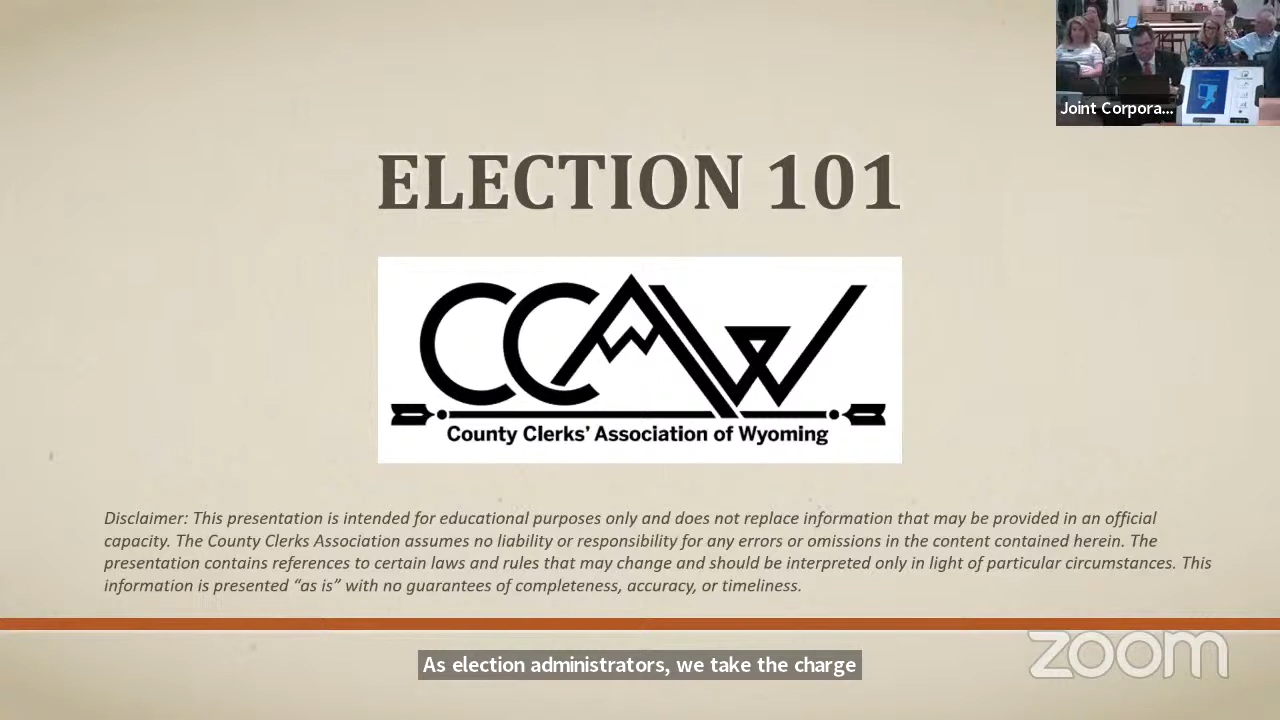 Joint Corpora...
ELECTION 101
CCAW
County Clerks' Association of Wyoming
Disclaimer: This presentation is intended for educational purposes only and does not replace information that may be provided in an official
capacity. The County Clerks Association assumes no liability or responsibility for any errors or omissions in the content contained herein. The
presentation contains references to certain laws and rules that may change and should be interpreted only in light of particular circumstances. This
information is presented “as is” with no guarantees of completeness, accuracy, or timeliness.
zoom
As election administrators, we take the charge